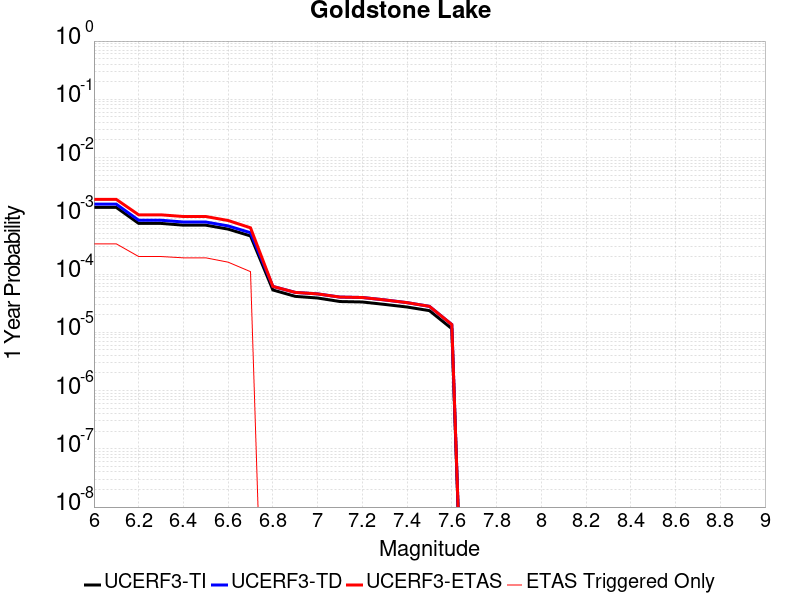 Goldstone Lake
10^0
10^-1
10^-2
10^-3
10^-4
10^-5
10^-6
10^-7
10^-8
1 Year Probability
6 6.2 6.4 6.6 6.8 7 7.2 7.4 7.6 7.8 8 8.2 8.4 8.6 8.8 9
Magnitude
UCERF3-TI UCERF3-TD UCERF3-ETAS ETAS Triggered Only